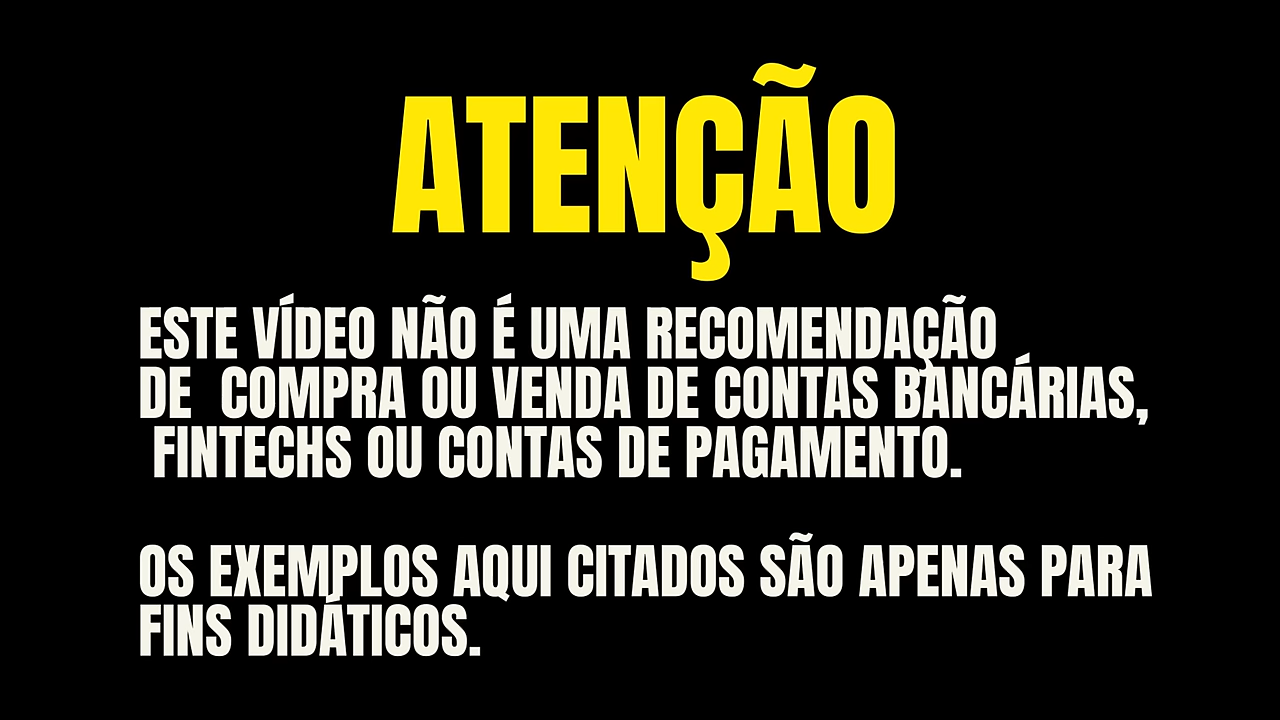 ATENÇÃO
ESTE VÍDEO NÃO É UMA RECOMENDAÇÃO
DE COMPRA OU VENDA DE CONTAS BANCÁRIAS,
FINTECHS OU CONTAS DE PAGAMENTO.
OS EXEMPLOS AQUI CITADOS SÃO APENAS PARA
FINS DIDÁTICOS.